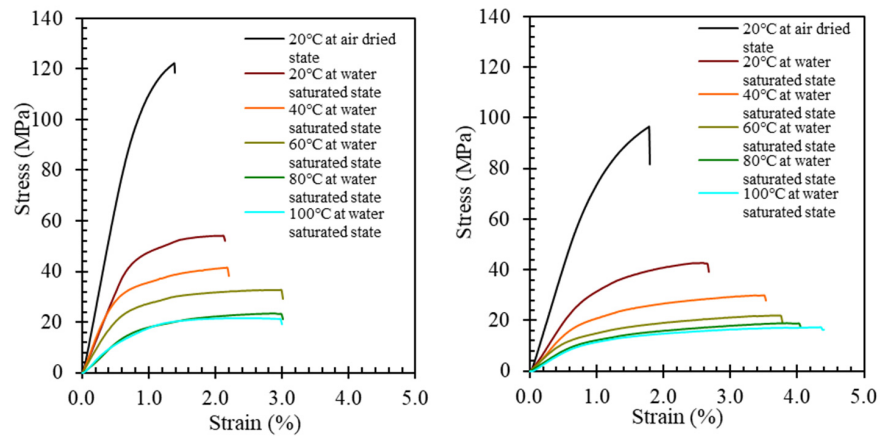 140
120
100
80
60
40
20
0
Stress (MPa)
20°C at air dried
state
20°C at water
saturated state
40°C at water
saturated state
60°C at water
saturated state
80°C at water
saturated state
100°C at water
saturated state
0.0 1.0 2.0 3.0 4.0 5.0
Strain (%)
140
120
100
80
60
40
20
0
Stress (MPa)
20°C at air dried
state
20°C at water
saturated state
40°C at water
saturated state
60°C at water
saturated state
80°C at water
saturated state
100°C at water
saturated state
0.0 1.0 2.0 3.0 4.0 5.0
Strain (%)